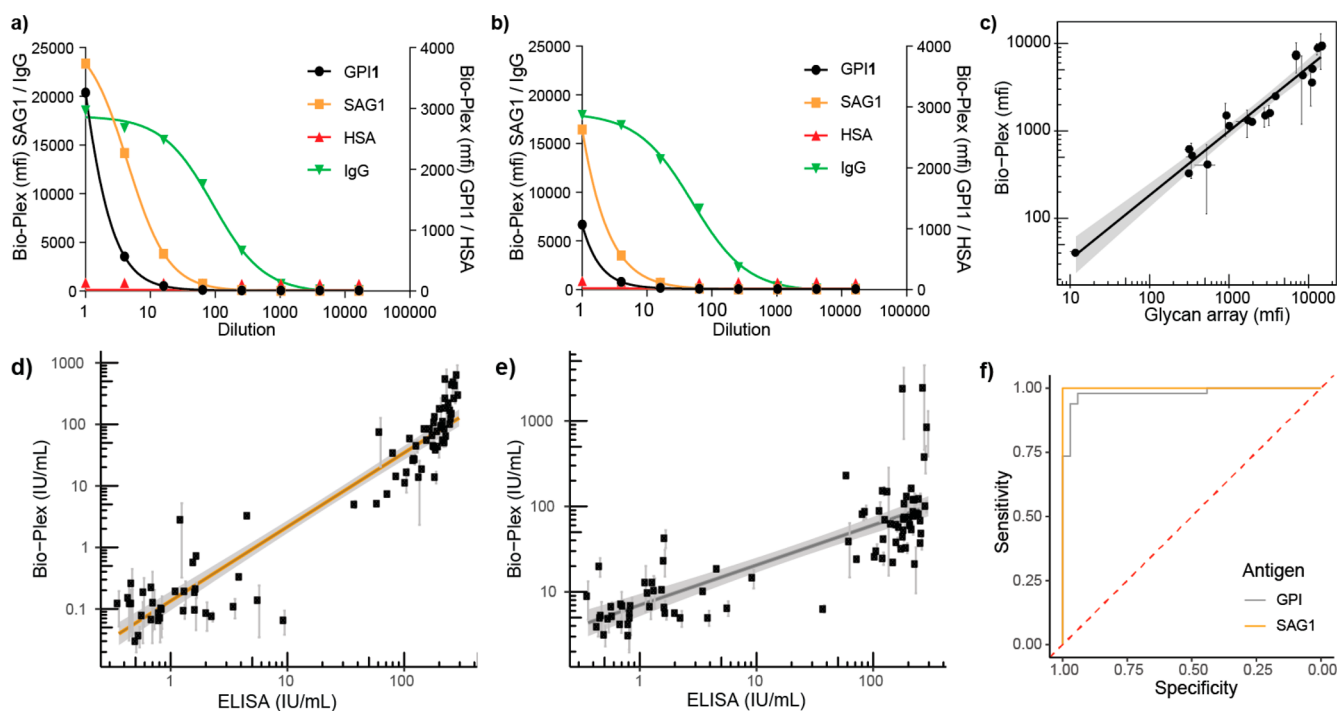 a)
Bio-Plex (mfi) SAG1 / IgG
25000
20000
15000
10000
5000
0
4000
3000
2000
1000
0
Bio-Plex (mfi) GPI1 / HSA
GPI1
SAG1
HSA
IgG
1
10
100
1000
10000
100000
Dilution
b)
Bio-Plex (mfi) SAG1 / IgG
25000
20000
15000
10000
5000
0
4000
3000
2000
1000
0
Bio-Plex (mfi) GPI1 / HSA
GPI1
SAG1
HSA
IgG
1
10
100
1000
10000
100000
Dilution
c)
Bio-Plex (mfi)
10000
1000
100
10
100
1000
10000
Glycan array (mfi)
d)
Bio−Plex (IU/mL)
1000
100
10
1
0.1
1
10
100
ELISA (IU/mL)
e)
Bio−Plex (IU/mL)
1000
100
10
1
10
100
ELISA (IU/mL)
f)
Sensitivity
1.00
0.75
0.50
0.25
0.00
Antigen
GPI
SAG1
1.00
0.75
0.50
0.25
0.00
Specificity